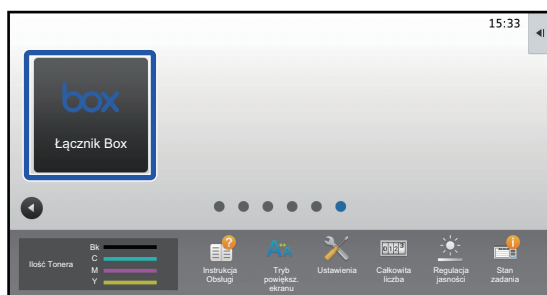 15:33
box
Łącznik Box
Ilość Tonera
Bk
C
M
Y
Instrukcja
Obsługi
Tryb
powiększ.
ekranu
Ustawienia
Całkowita
liczba
Regulacja
jasności
Stan
zadania